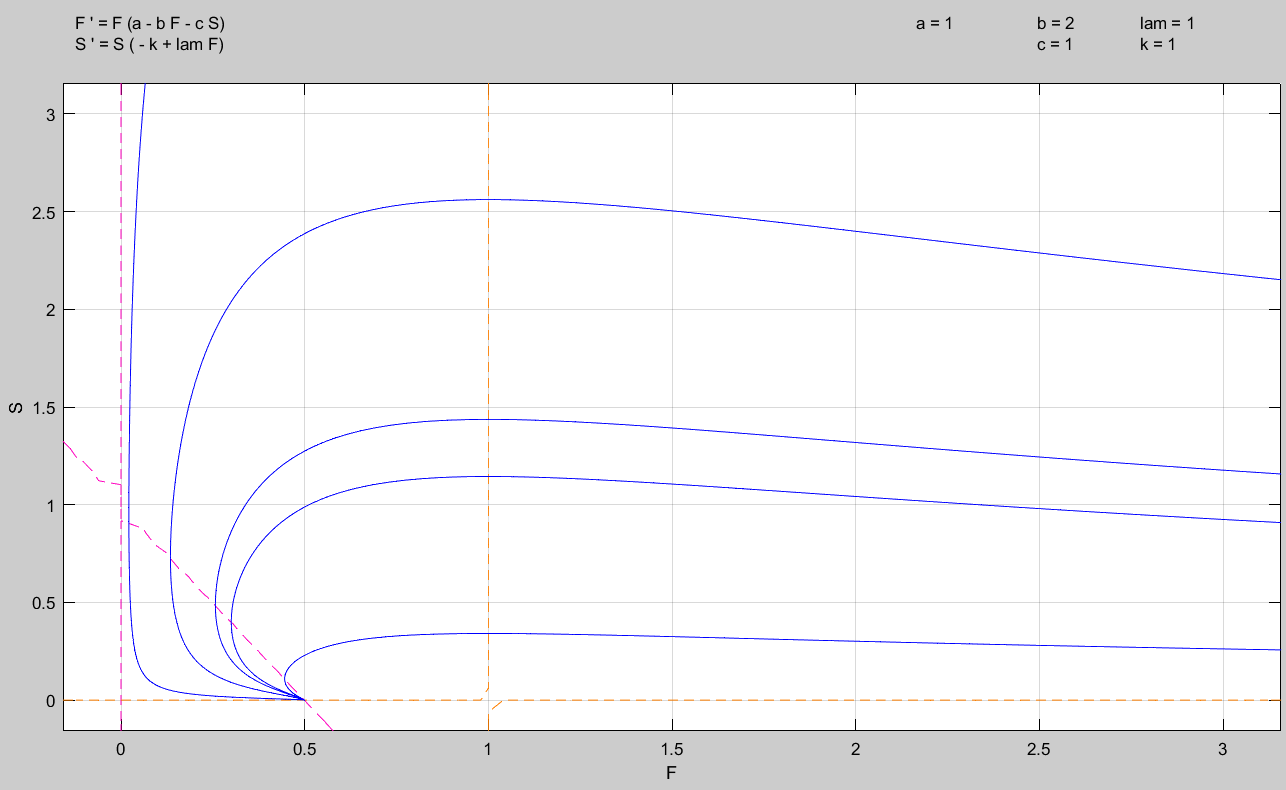 F ' = F (a - b F - c S)
S ' = S ( - k + lam F)
a = 1
b = 2
lam = 1
c = 1
k = 1
3
2.5
2
1.5
1
0.5
0
S
0
0.5
1
1.5
2
2.5
3
F